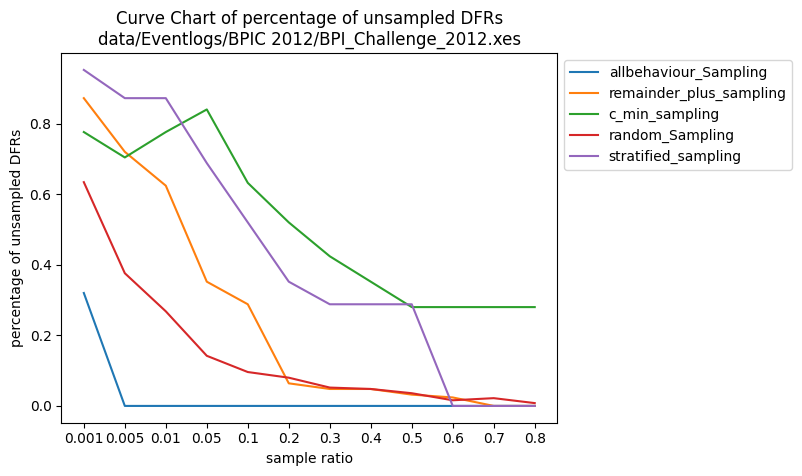 Curve Chart of percentage of unsampled DFRs
data/Eventlogs/BPIC 2012/BPI_Challenge_2012.xes
percentage of unsampled DFRs
0.8
0.6
0.4
0.2
0.0
0.001 0.005 0.01 0.05 0.1 0.2 0.3 0.4 0.5 0.6 0.7 0.8
sample ratio
allbehaviour_Sampling
remainder_plus_sampling
c_min_sampling
random_Sampling
stratified_sampling